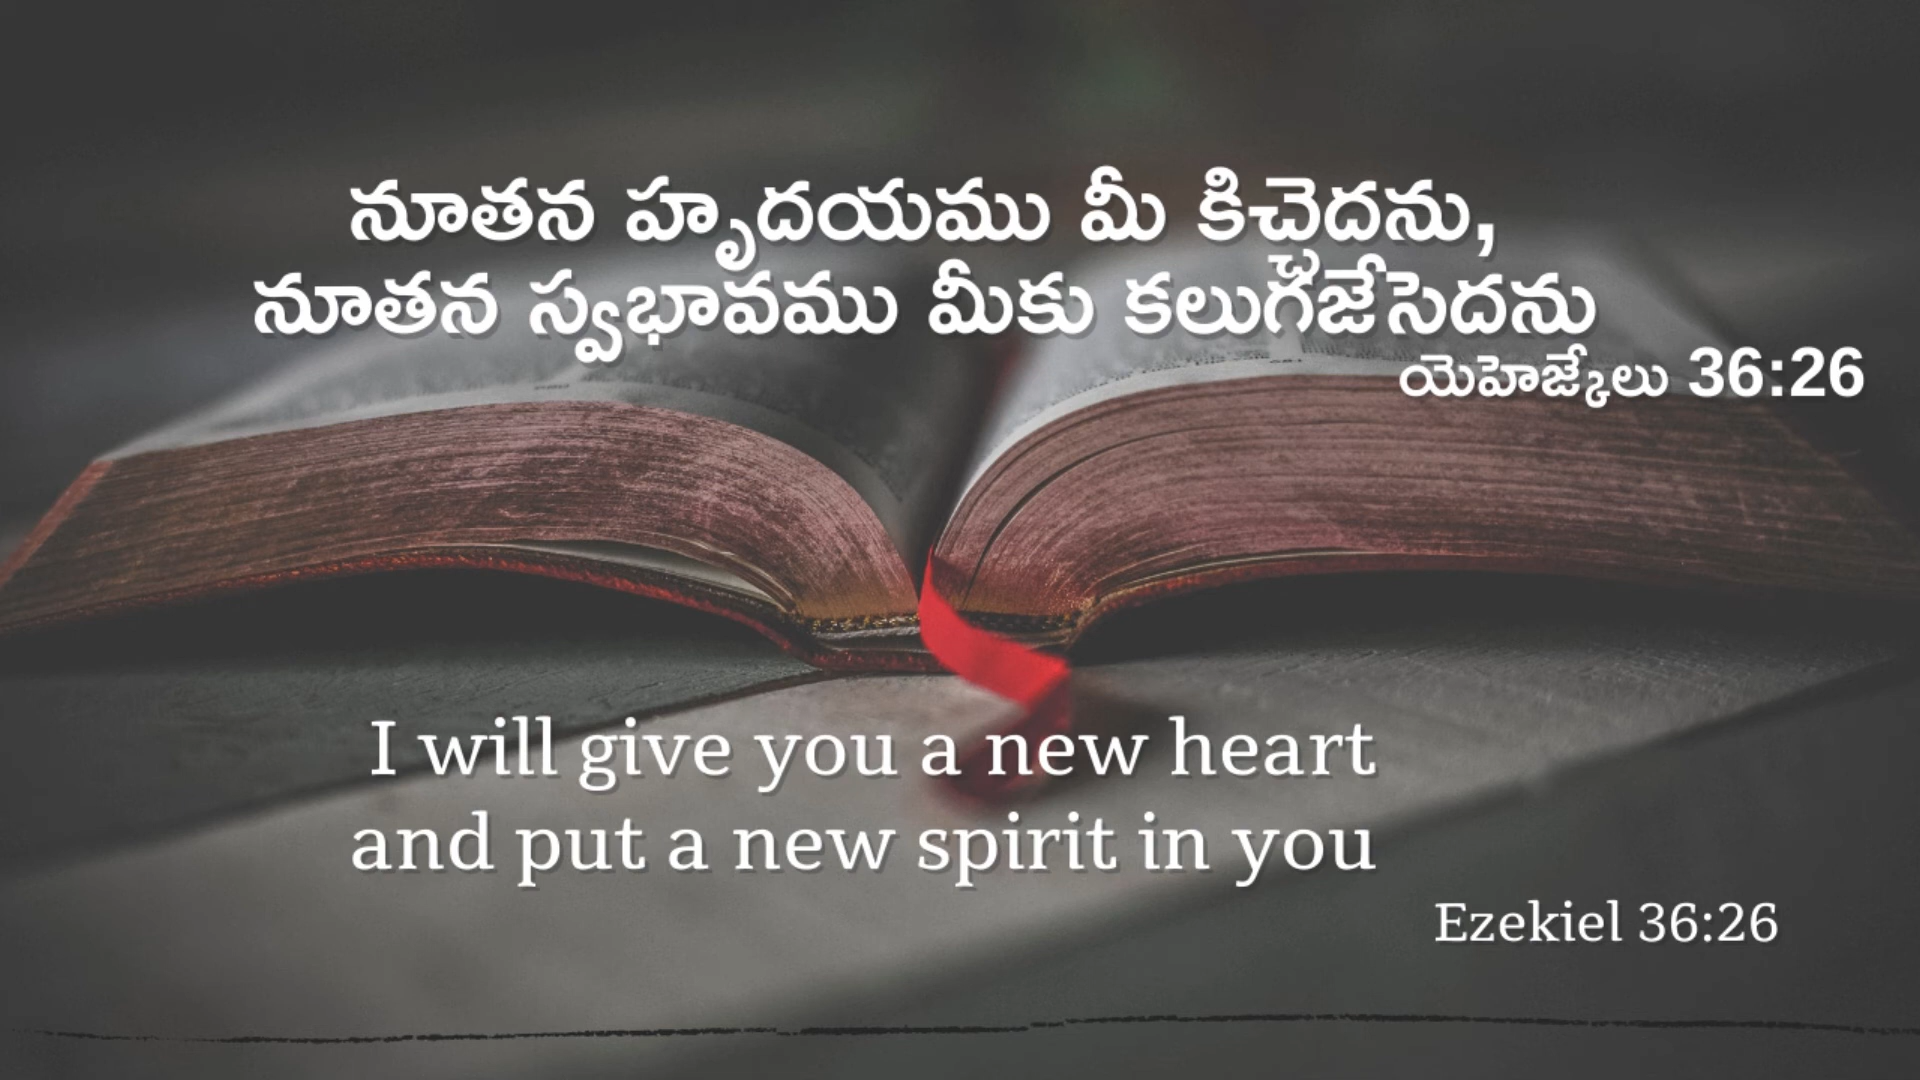 నూతన హృదయము మీ కిచ్చెదను,
నూతన స్వభావము మీకు కలుగజేసెదను
యెహెజ్కేలు 36:26
I will give you a new heart
and put a new spirit in you
Ezekiel 36:26